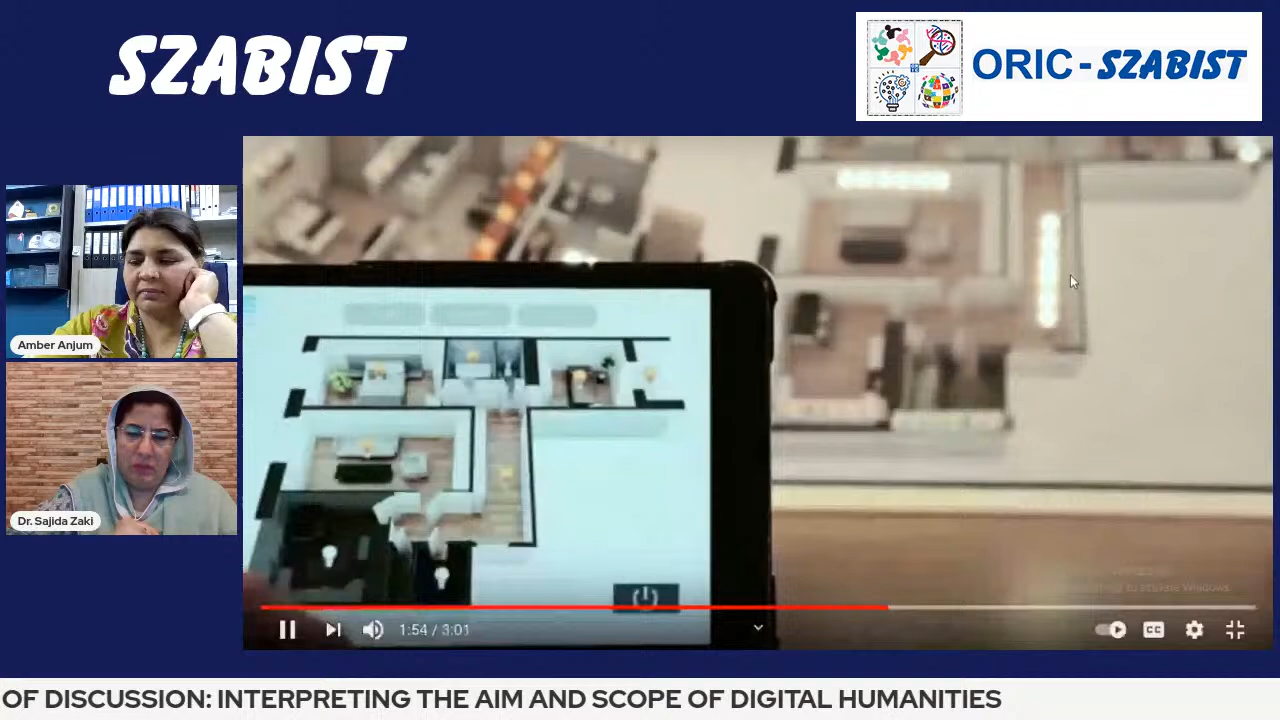 SZABIST
ORIC - SZABIST
Amber Anjum
Dr. Sajida Zaki
1:54 / 3:01
CC
OF DISCUSSION: INTERPRETING THE AIM AND SCOPE OF DIGITAL HUMANITIES